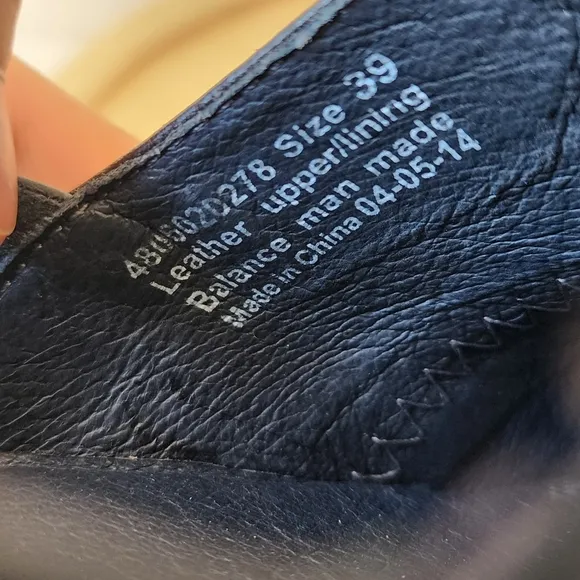 Size 39
Leather upper/lining
Balance man made
Made in China 04-05-14